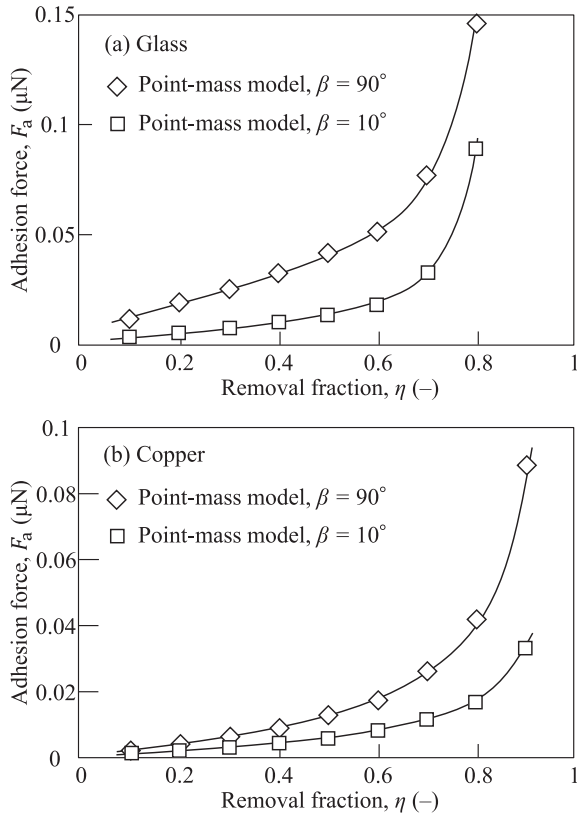 0.15
(a) Glass
Point-mass model, β = 90°
Point-mass model, β = 10°
0.1
0.05
0
Adhesion force, Fa (μN)
0 0.2 0.4 0.6 0.8 1
Removal fraction, η (–)
0.1
(b) Copper
Point-mass model, β = 90°
Point-mass model, β = 10°
0.08
0.06
0.04
0.02
0
Adhesion force, Fa (μN)
0 0.2 0.4 0.6 0.8 1
Removal fraction, η (–)